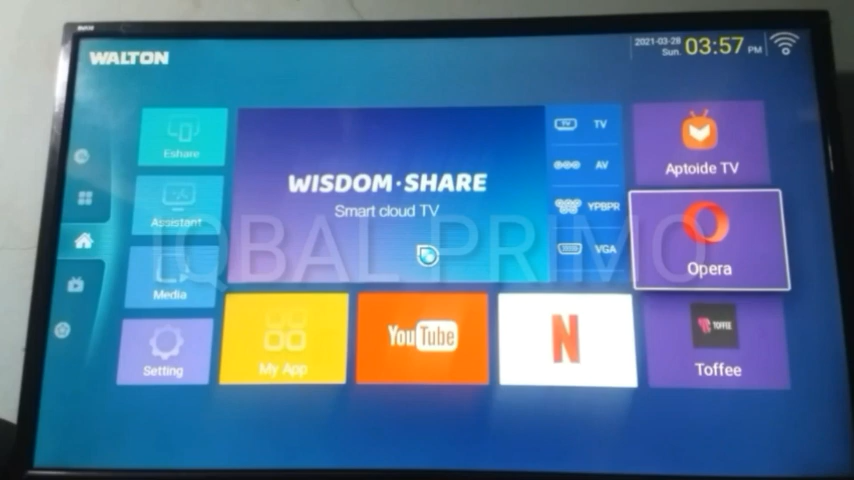 WALTON
2021-03-28
Sun.
03:57 PM
Eshare
WISDOM·SHARE
Smart cloud TV
TV
AV
YPBPR
VGA
Aptoide TV
Assistant
Opera
IQBAL PRIMO
Media
Setting
My App
YouTube
N
TOFFEE
Toffee